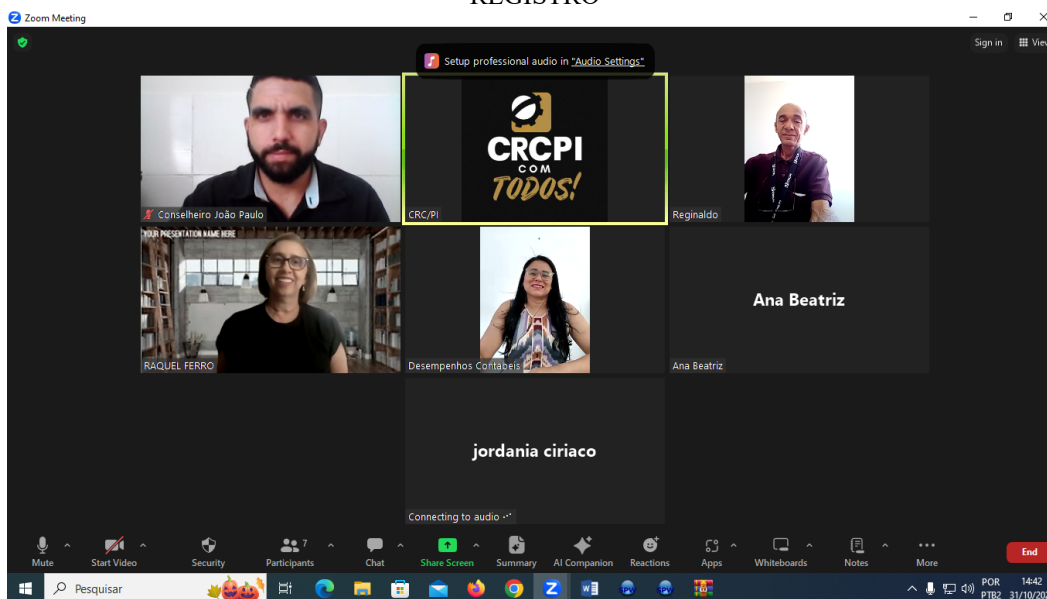 REGISTRO
Zoom Meeting
Sign in View
Setup professional audio in "Audio Settings"
CRCPI
COM
TODOS!
Conselheiro João Paulo
CRC/PI
Reginaldo
YOUR PRESENTATION NAME HERE
RAQUEL FERRO
Desempenhos Contabeis
Ana Beatriz
Ana Beatriz
jordania ciriaco
Connecting to audio
7
Mute Start Video Security Participants Chat Share Screen Summary AI Companion Reactions Apps Whiteboards Notes More End
Pesquisar
POR 14:42
PTB2 31/10/202